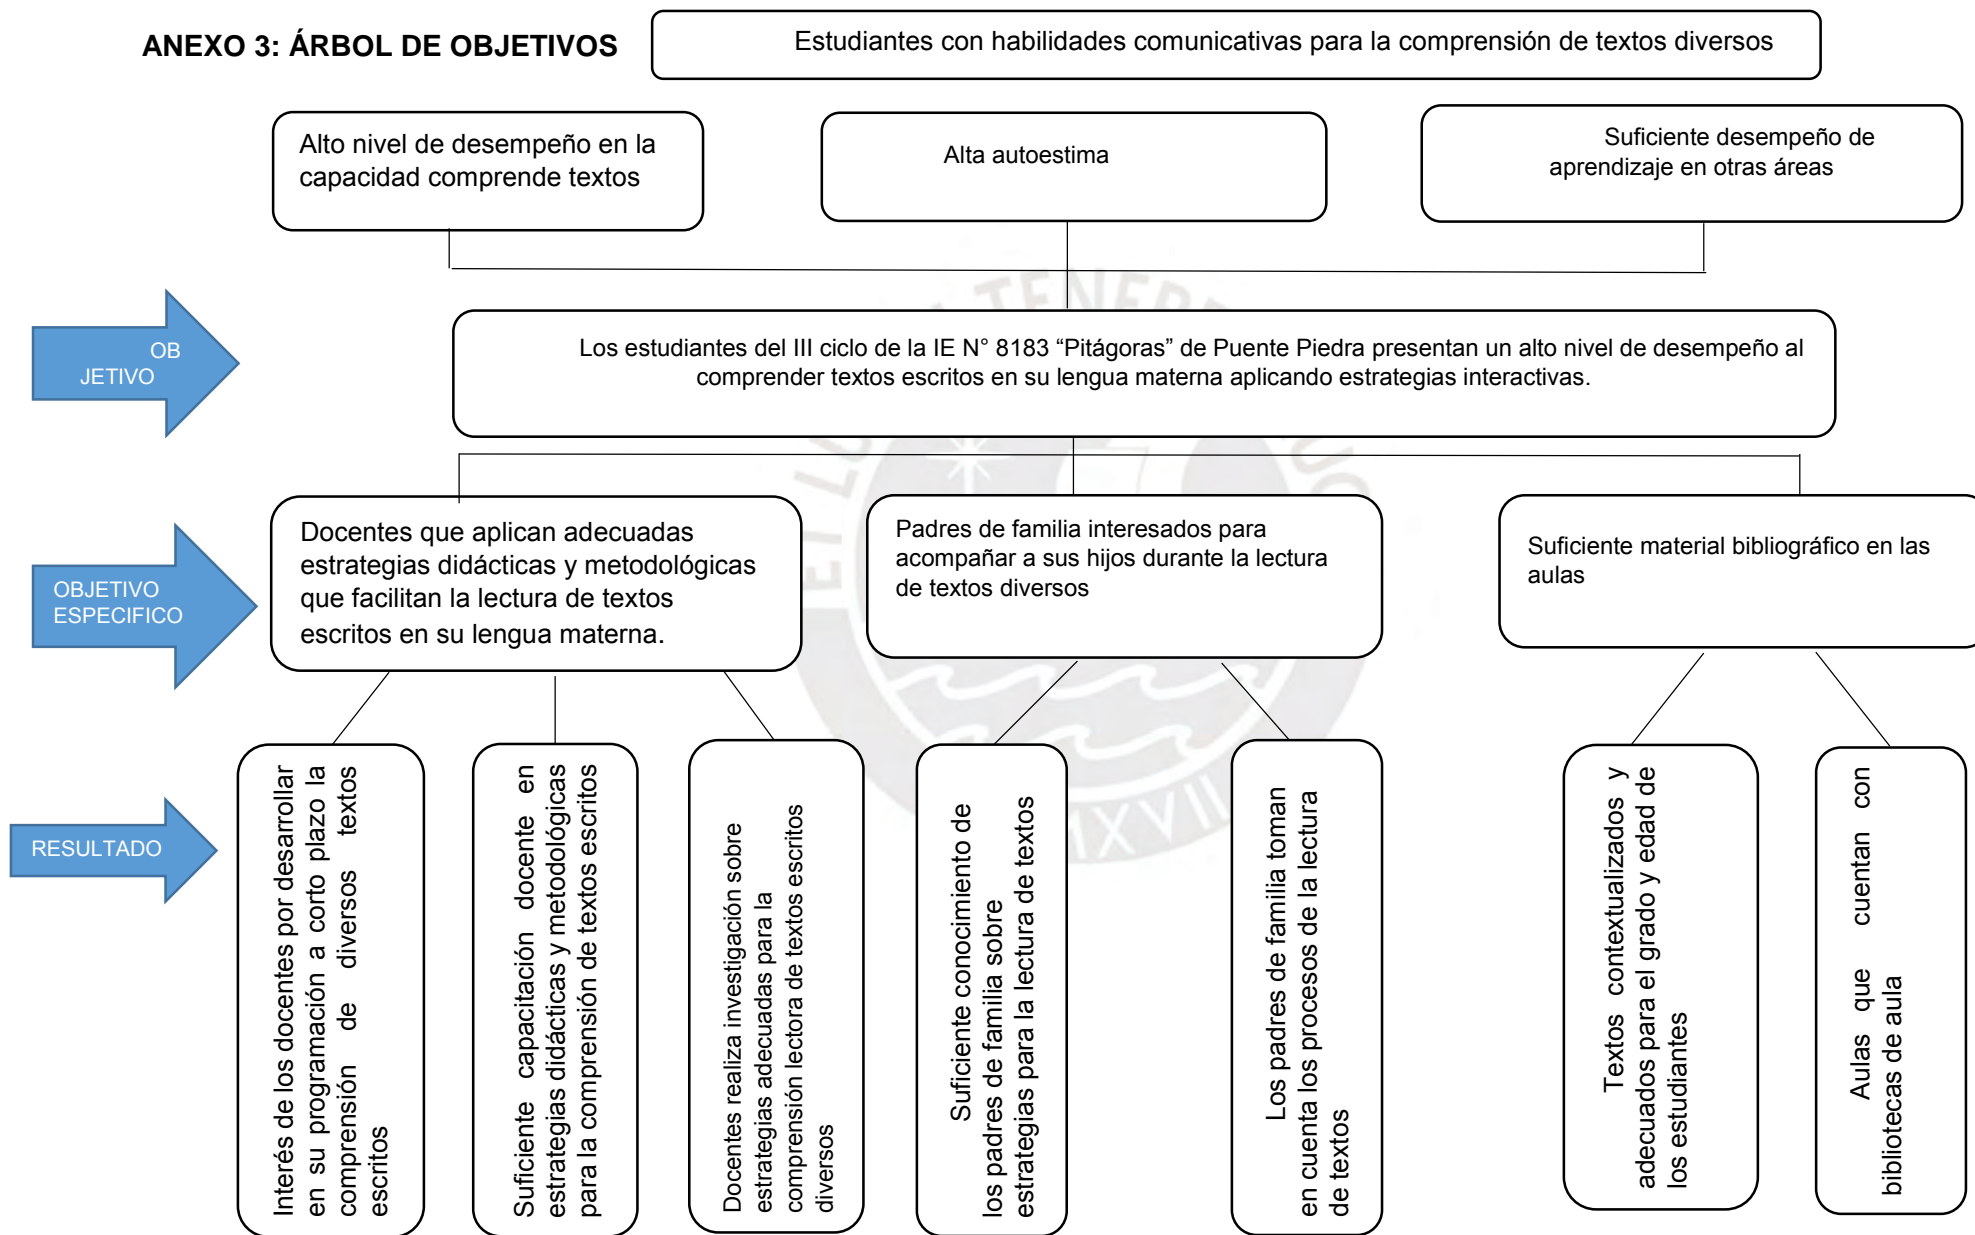 ANEXO 3: ÁRBOL DE OBJETIVOS
Estudiantes con habilidades comunicativas para la comprensión de textos diversos
Alto nivel de desempeño en la
capacidad comprende textos
Alta autoestima
Suficiente desempeño de
aprendizaje en otras áreas
OB
JETIVO
Los estudiantes del III ciclo de la IE N° 8183 “Pitágoras” de Puente Piedra presentan un alto nivel de desempeño al
comprender textos escritos en su lengua materna aplicando estrategias interactivas.
OBJETIVO
ESPECIFICO
Docentes que aplican adecuadas
estrategias didácticas y metodológicas
que facilitan la lectura de textos
escritos en su lengua materna.
Padres de familia interesados para
acompañar a sus hijos durante la lectura
de textos diversos
Suficiente material bibliográfico en las
aulas
RESULTADO
Interés de los docentes por desarrollar
en su programación a corto plazo la
comprensión de diversos textos
escritos
Suficiente capacitación docente en
estrategias didácticas y metodológicas
para la comprensión de textos escritos
Docentes realiza investigación sobre
estrategias adecuadas para la
comprensión lectora de textos escritos
diversos
Suficiente conocimiento de
los padres de familia sobre
estrategias para la lectura de textos
Los padres de familia toman
en cuenta los procesos de la lectura
de textos
Textos contextualizados y
adecuados para el grado y edad de
los estudiantes
Aulas que cuentan con
bibliotecas de aula